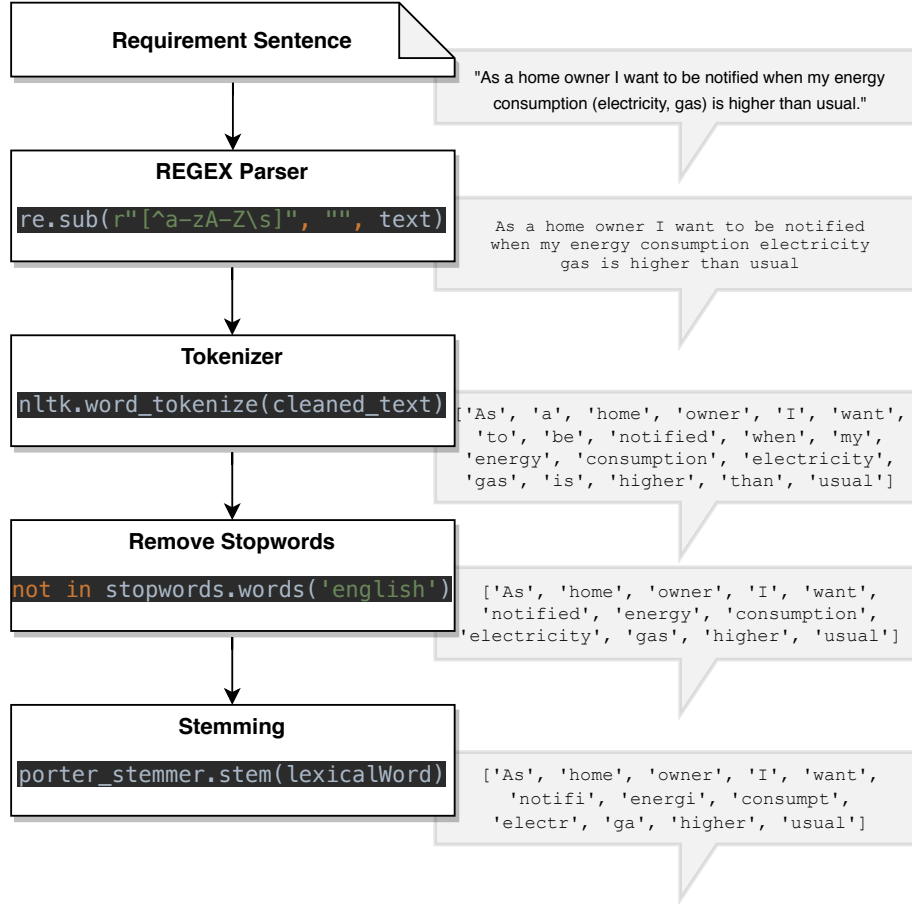 Requirement Sentence
"As a home owner I want to be notified when my energy
consumption (electricity, gas) is higher than usual."
REGEX Parser
re.sub(r"[^a-zA-Z\s]", "", text)
As a home owner I want to be notified
when my energy consumption electricity
gas is higher than usual
Tokenizer
nltk.word_tokenize(cleaned_text)
['As', 'a', 'home', 'owner', 'I', 'want',
'to', 'be', 'notified', 'when', 'my',
'energy', 'consumption', 'electricity',
'gas', 'is', 'higher', 'than', 'usual']
Remove Stopwords
not in stopwords.words('english')
['As', 'home', 'owner', 'I', 'want',
'notified', 'energy', 'consumption',
'electricity', 'gas', 'higher', 'usual']
Stemming
porter_stemmer.stem(lexicalWord)
['As', 'home', 'owner', 'I', 'want',
'notifi', 'energi', 'consumpt',
'electr', 'ga', 'higher', 'usual']